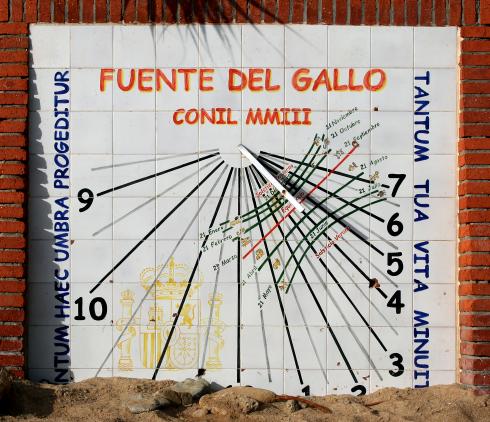 FUENTE DEL GALLO
CONIL MMIII
NTUM HAEC UMBRA PROGEDITUR
TANTUM TUA VITA MINUIT
21 Noviembre
21 Octubre
21 Septiembre
21 Agosto
21 Enero
21 Febrero
21 Marzo
21 Abril
21 Mayo
9
10
1
2
3
4
5
6
7